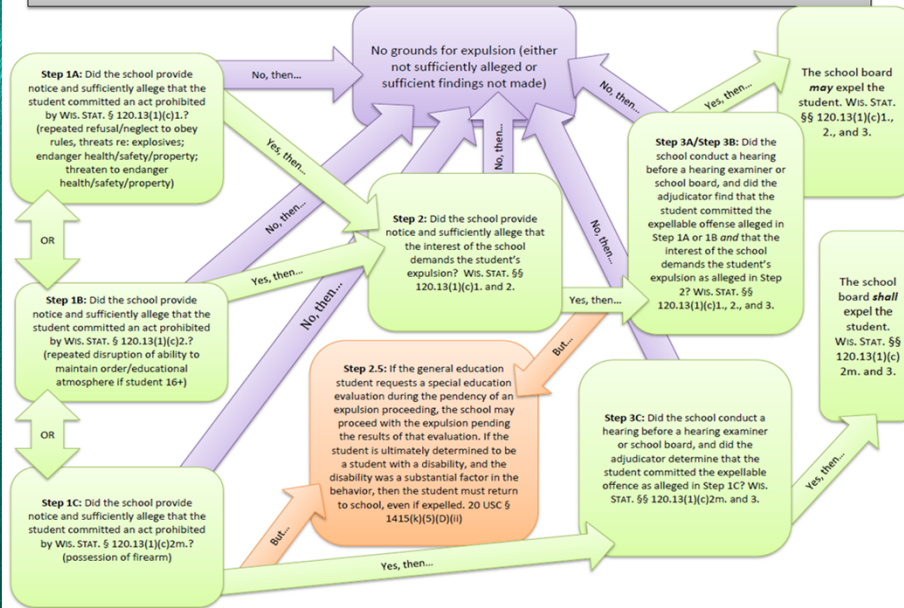 No grounds for expulsion (either
not sufficiently alleged or
sufficient findings not made)
Step 1A: Did the school provide
notice and sufficiently allege that the
student committed an act prohibited
by WIS. STAT. § 120.13(1)(c)1.?
(repeated refusal/neglect to obey
rules, threats re: explosives;
endanger health/safety/property;
threaten to endanger
health/safety/property)
No, then...
Yes, then...
OR
Step 1B: Did the school provide
notice and sufficiently allege that the
student committed an act prohibited
by WIS. STAT. § 120.13(1)(c)2.?
(repeated disruption of ability to
maintain order/educational
atmosphere if student 16+)
No, then...
Yes, then...
OR
Step 1C: Did the school provide
notice and sufficiently allege that the
student committed an act prohibited
by WIS. STAT. § 120.13(1)(c)2m.?
(possession of firearm)
No, then...
But...
Yes, then...
Step 2: Did the school provide
notice and sufficiently allege that
the interest of the school
demands the student's
expulsion? WIS. STAT. §§
120.13(1)(c)1. and 2.
No, then...
Yes, then...
But...
Step 2.5: If the general education
student requests a special education
evaluation during the pendency of an
expulsion proceeding, the school may
proceed with the expulsion pending
the results of that evaluation. If the
student is ultimately determined to be
a student with a disability, and the
disability was a substantial factor in the
behavior, then the student must return
to school, even if expelled. 20 USC §
1415(k)(5)(D)(ii)
Step 3A/Step 3B: Did the
school conduct a hearing
before a hearing examiner or
school board, and did the
adjudicator find that the
student committed the
expellable offense alleged in
Step 1A or 1B and that the
interest of the school
demands the student's
expulsion as alleged in Step
2? WIS. STAT. §§
120.13(1)(c)1., 2., and 3.
No, then...
Yes, then...
The school board
may expel the
student. WIS. STAT.
§§ 120.13(1)(c)1.,
2., and 3.
Step 3C: Did the school conduct a
hearing before a hearing examiner
or school board, and did the
adjudicator determine that the
student committed the expellable
offence as alleged in Step 1C? WIS.
STAT. §§ 120.13(1)(c)2m. and 3.
No, then...
Yes, then...
The school
board shall
expel the
student.
WIS. STAT. §§
120.13(1)(c)
2m. and 3.